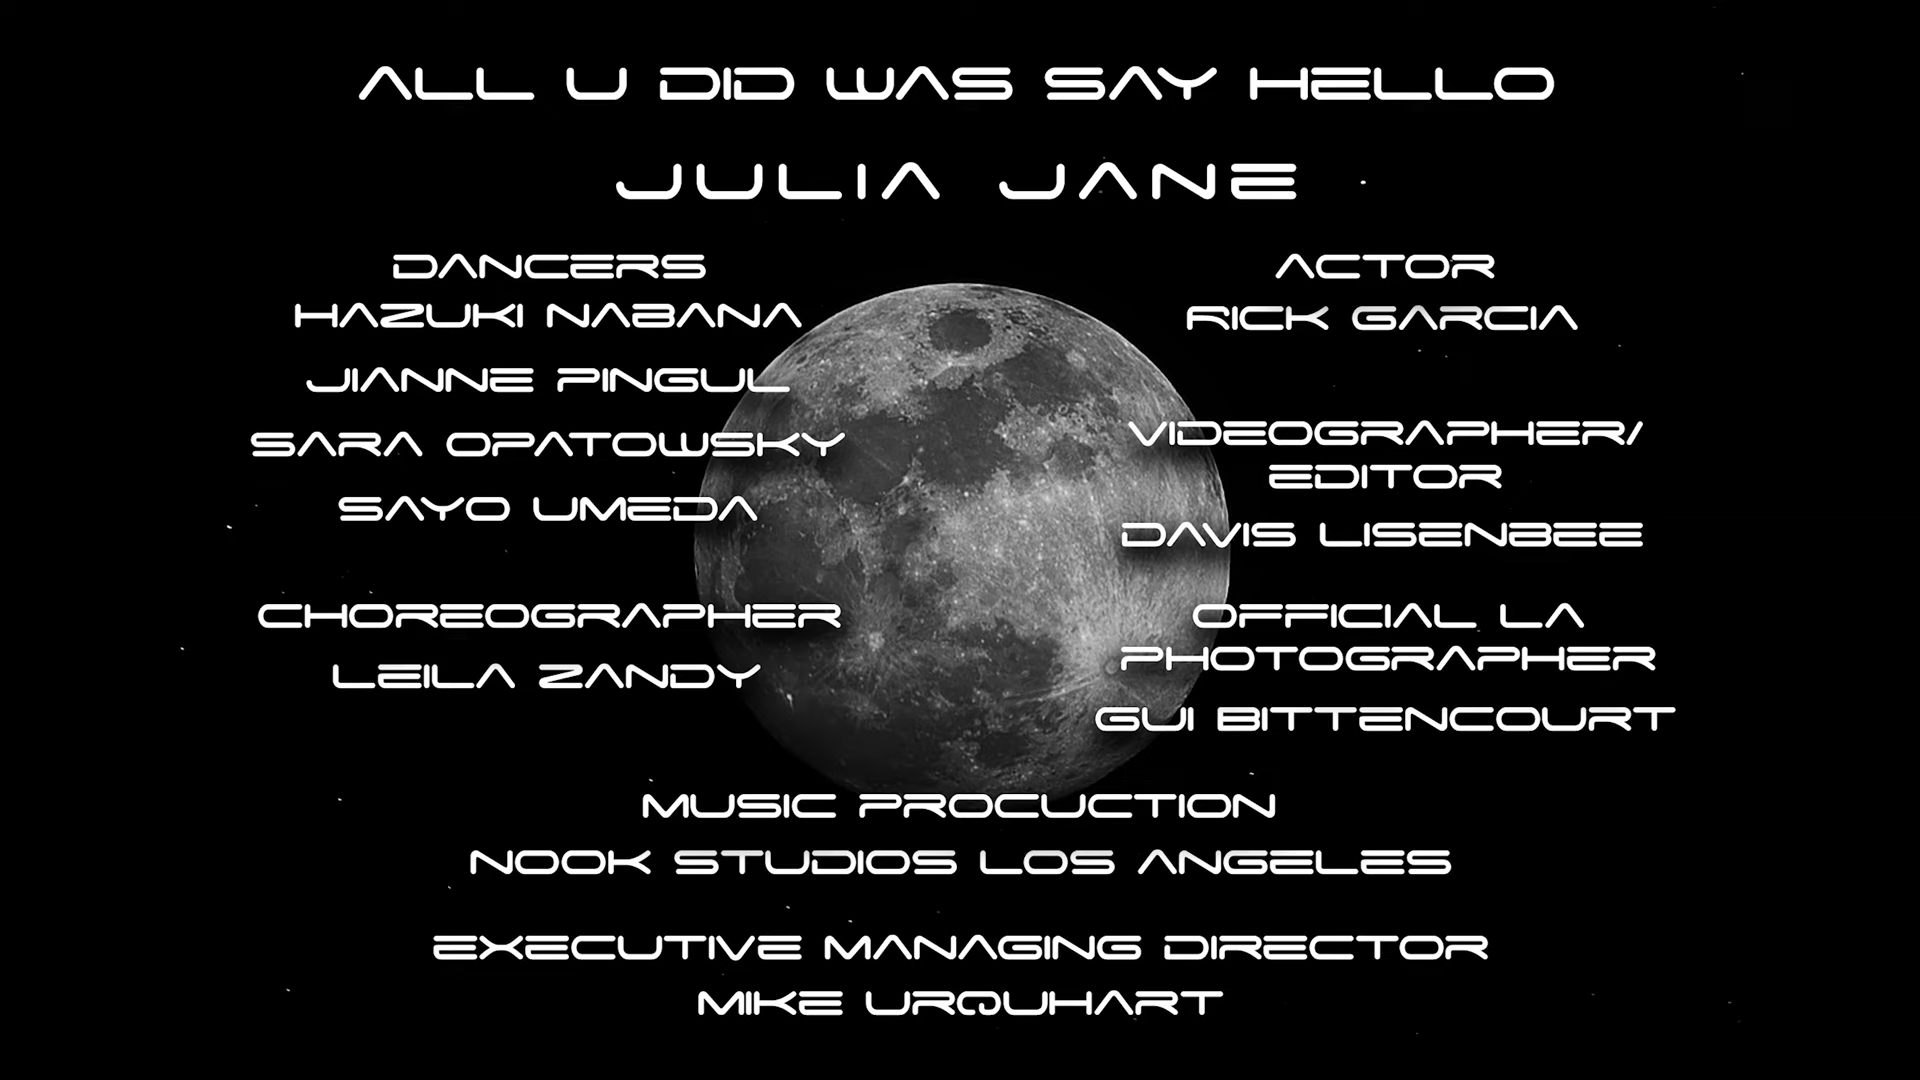 ALL U DID WAS SAY HELLO
JULIA JANE
DANCERS
HAZUKI NABANA
JIANNE PINGUL
SARA OPATOWSKY
SAYO UMEDA
CHOREOGRAPHER
LEILA ZANDY
ACTOR
RICK GARCIA
VIDEOGRAPHER/
EDITOR
DAVIS LISENBEE
OFFICIAL LA
PHOTOGRAPHER
GUI BITTENCOURT
MUSIC PROCUCTION
NOOK STUDIOS LOS ANGELES
EXECUTIVE MANAGING DIRECTOR
MIKE URQUHART